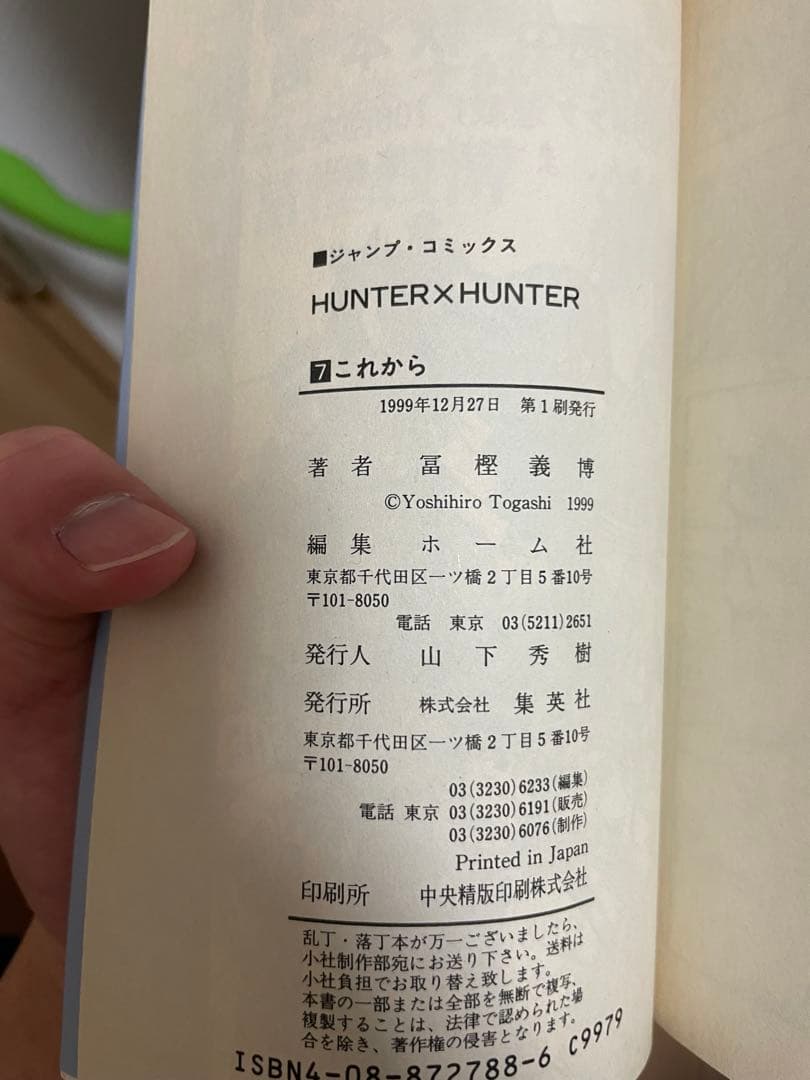 ■ジャンプ・コミックス
HUNTER×HUNTER
7これから
1999年12月27日 第1刷発行
著者 冨樫義博
©Yoshihiro Togashi 1999
編集 ホーム社
東京都千代田区一ツ橋2丁目5番10号
〒101-8050
電話 東京 03(5211)2651
発行人 山下秀樹
発行所 株式会社 集英社
東京都千代田区一ツ橋2丁目5番10号
〒101-8050
03(3230)6233(編集)
電話 東京 03(3230)6191(販売)
03(3230)6076(制作)
Printed in Japan
印刷所 中央精版印刷株式会社
乱丁・落丁本が万一ございましたら、
小社制作部宛にお送り下さい。送料は
小社負担でお取り替え致します。
本書の一部または全部を無断で複写、
複製することは、法律で認められた場
合を除き、著作権の侵害となります。
ISBN4-08-872788-6 C9979